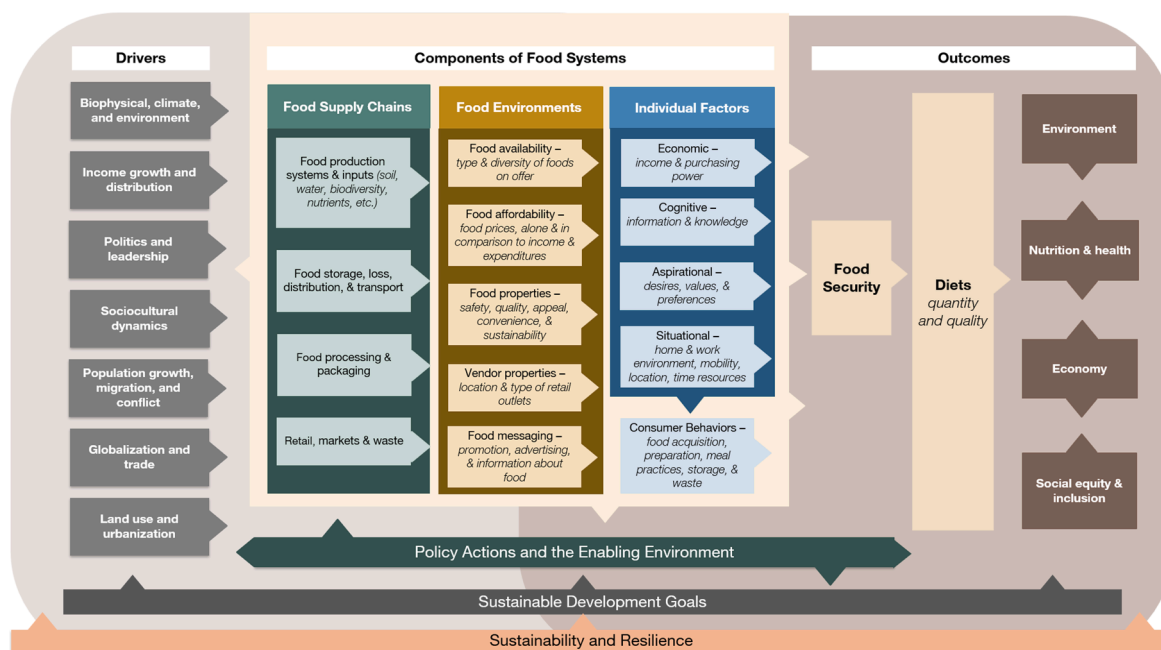 Drivers
Biophysical, climate,
and environment
Income growth and
distribution
Politics and
leadership
Sociocultural
dynamics
Population growth,
migration, and
conflict
Globalization and
trade
Land use and
urbanization
Components of Food Systems
Food Supply Chains
Food production
systems & inputs (soil,
water, biodiversity,
nutrients, etc.)
Food storage, loss,
distribution, & transport
Food processing &
packaging
Retail, markets & waste
Food Environments
Food availability –
type & diversity of foods
on offer
Food affordability –
food prices, alone & in
comparison to income &
expenditures
Food properties –
safety, quality, appeal,
convenience, &
sustainability
Vendor properties –
location & type of retail
outlets
Food messaging –
promotion, advertising,
& information about
food
Individual Factors
Economic –
income & purchasing
power
Cognitive –
information & knowledge
Aspirational –
desires, values, &
preferences
Situational –
home & work
environment, mobility,
location, time resources
Consumer Behaviors –
food acquisition,
preparation, meal
practices, storage, &
waste
Outcomes
Food
Security
Diets
quantity
and quality
Environment
Nutrition & health
Economy
Social equity &
inclusion
Policy Actions and the Enabling Environment
Sustainable Development Goals
Sustainability and Resilience